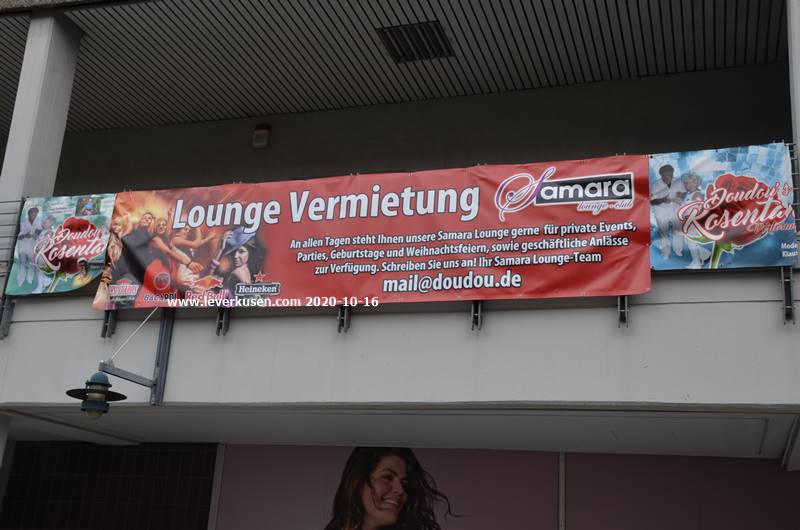 Lounge Vermietung
Samara
lounge & club
An allen Tagen steht Ihnen unsere Samara Lounge gerne für private Events,
Parties, Geburtstage und Weihnachtsfeiern, sowie geschäftliche Anlässe
zur Verfügung. Schreiben Sie uns an! Ihr Samara Lounge-Team
mail@doudou.de
Heineken
Red Bull
www.leverkusen.com 2020-10-16
Doudou's
Doudou's